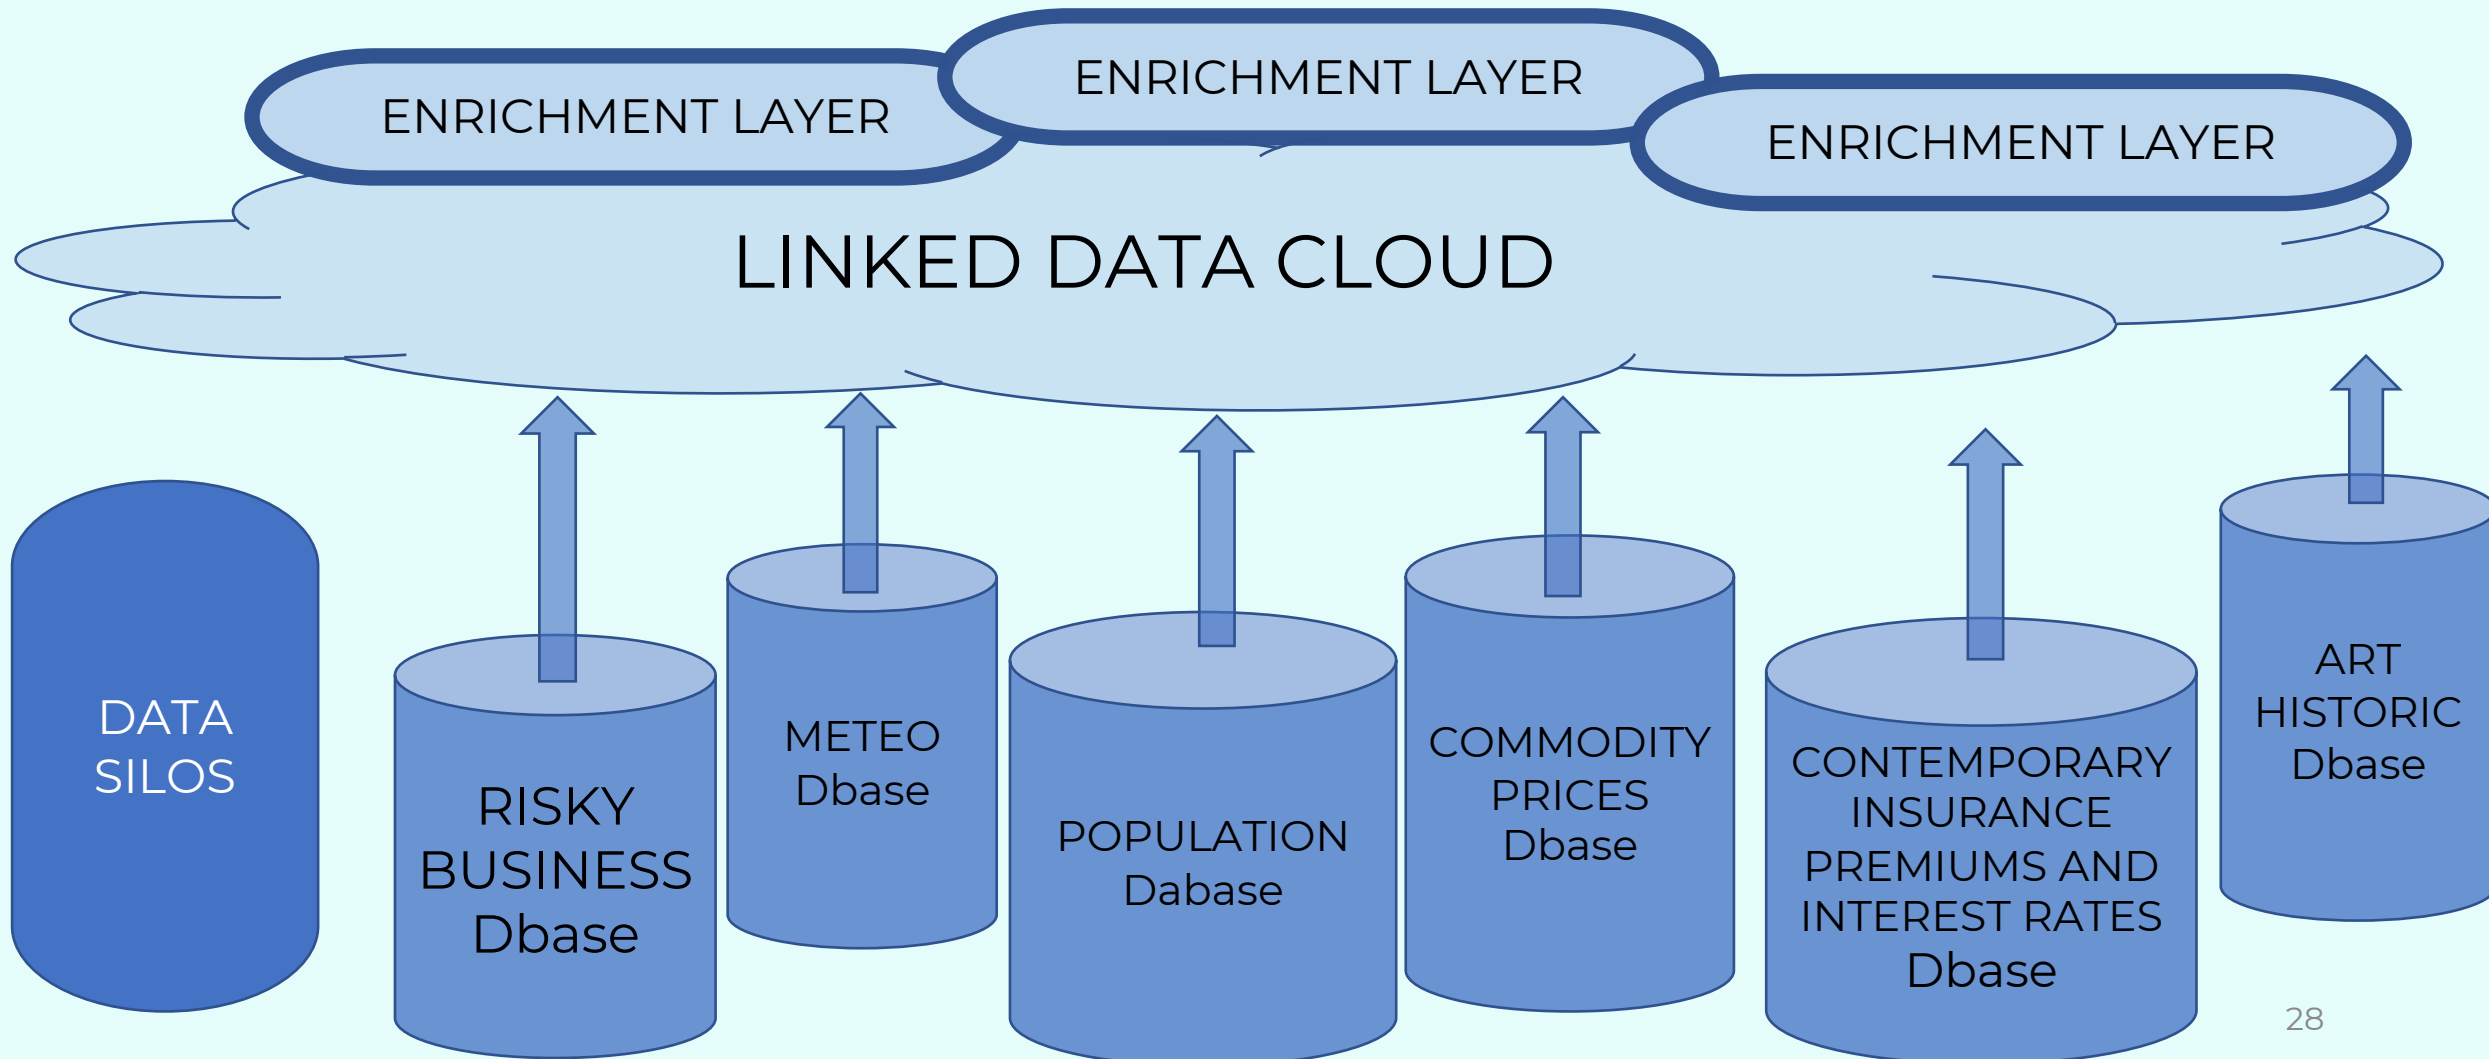 ENRICHMENT LAYER
ENRICHMENT LAYER
ENRICHMENT LAYER
LINKED DATA CLOUD
DATA
SILOS
RISKY
BUSINESS
Dbase
METEO
Dbase
POPULATION
Dabase
COMMODITY
PRICES
Dbase
CONTEMPORARY
INSURANCE
PREMIUMS AND
INTEREST RATES
Dbase
ART
HISTORIC
Dbase
28